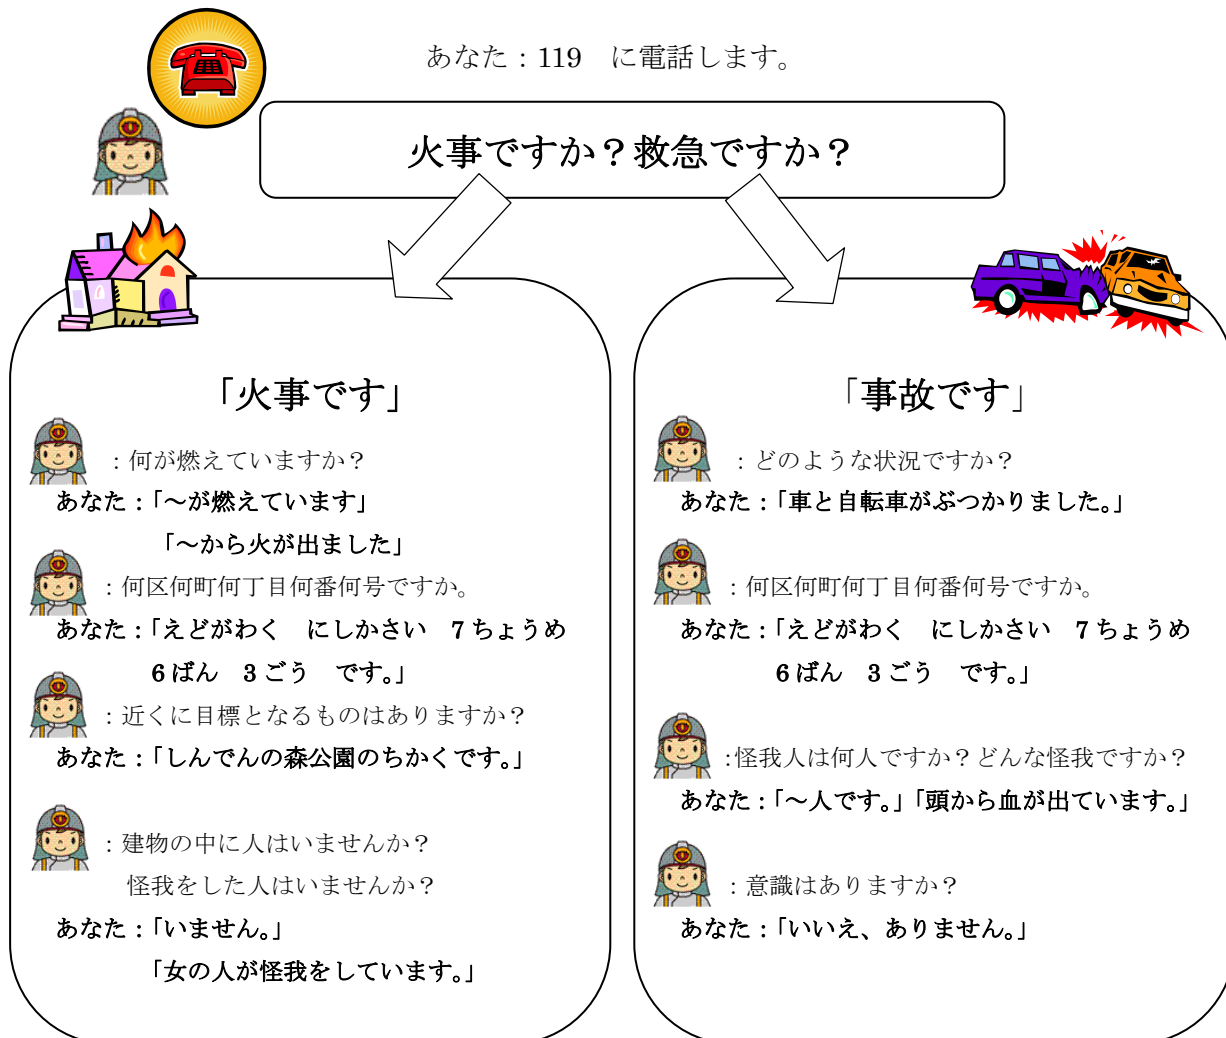 あなた：119　に電話します。
火事ですか？救急ですか？
「火事です」
：何が燃えていますか？
あなた：「～が燃えています」
「～から火が出ました」
：何区何町何丁目何番何号ですか。
あなた：「えどがわく　にしかさい　7ちょうめ
6ばん　3ごう　です。」
：近くに目標となるものはありますか？
あなた：「しんでんの森公園のちかくです。」
：建物の中に人はいませんか？
怪我をした人はいませんか？
あなた：「いません。」
「女の人が怪我をしています。」
「事故です」
：どのような状況ですか？
あなた：「車と自転車がぶつかりました。」
：何区何町何丁目何番何号ですか。
あなた：「えどがわく　にしかさい　7ちょうめ
6ばん　3ごう　です。」
:怪我人は何人ですか？どんな怪我ですか？
あなた：「～人です。」「頭から血が出ています。」
：意識はありますか？
あなた：「いいえ、ありません。」